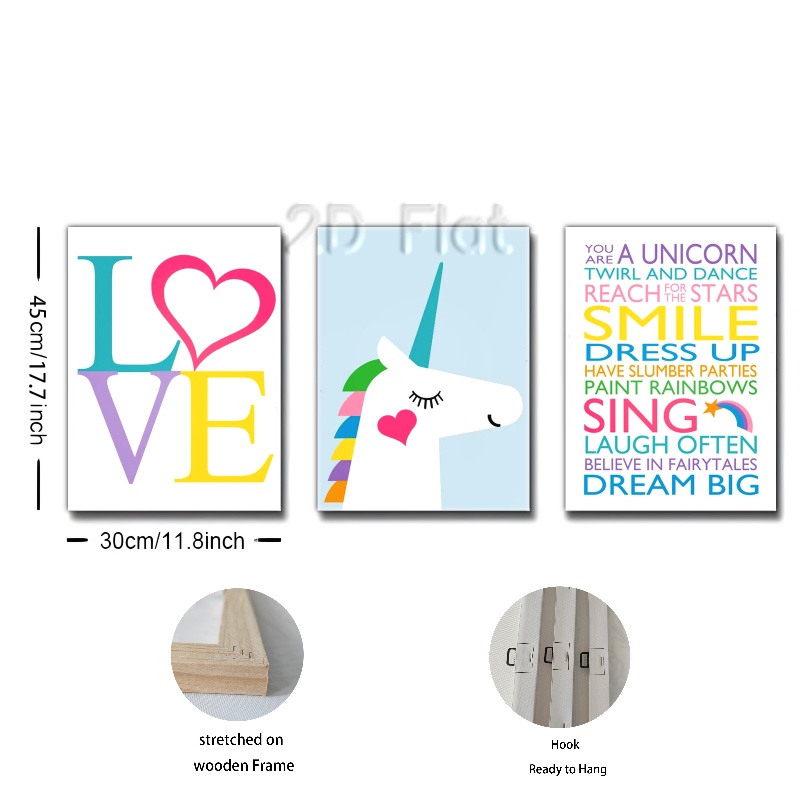 2D Flat
L
VE
YOU ARE A UNICORN
TWIRL AND DANCE
REACH FOR THE STARS
SMILE
DRESS UP
HAVE SLUMBER PARTIES
PAINT RAINBOWS
SING
LAUGH OFTEN
BELIEVE IN FAIRYTALES
DREAM BIG
45cm/17.7inch
30cm/11.8inch
stretched on
wooden Frame
Hook
Ready to Hang